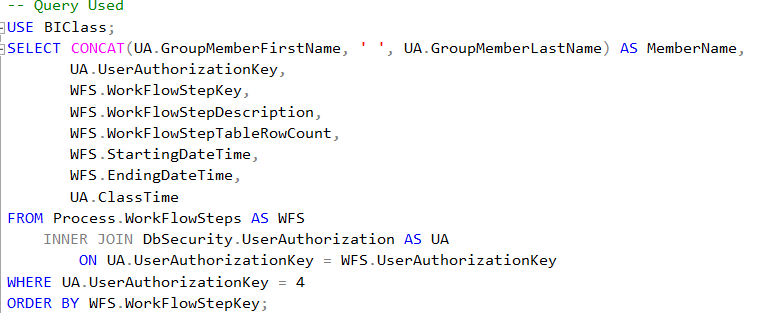 -- Query Used
USE BIClass;
SELECT CONCAT(UA.GroupMemberFirstName, ' ', UA.GroupMemberLastName) AS MemberName,
       UA.UserAuthorizationKey,
       WFS.WorkFlowStepKey,
       WFS.WorkFlowStepDescription,
       WFS.WorkFlowStepTableRowCount,
       WFS.StartingDateTime,
       WFS.EndingDateTime,
       UA.ClassTime
FROM Process.WorkFlowSteps AS WFS
    INNER JOIN DbSecurity.UserAuthorization AS UA
        ON UA.UserAuthorizationKey = WFS.UserAuthorizationKey
WHERE UA.UserAuthorizationKey = 4
ORDER BY WFS.WorkFlowStepKey;